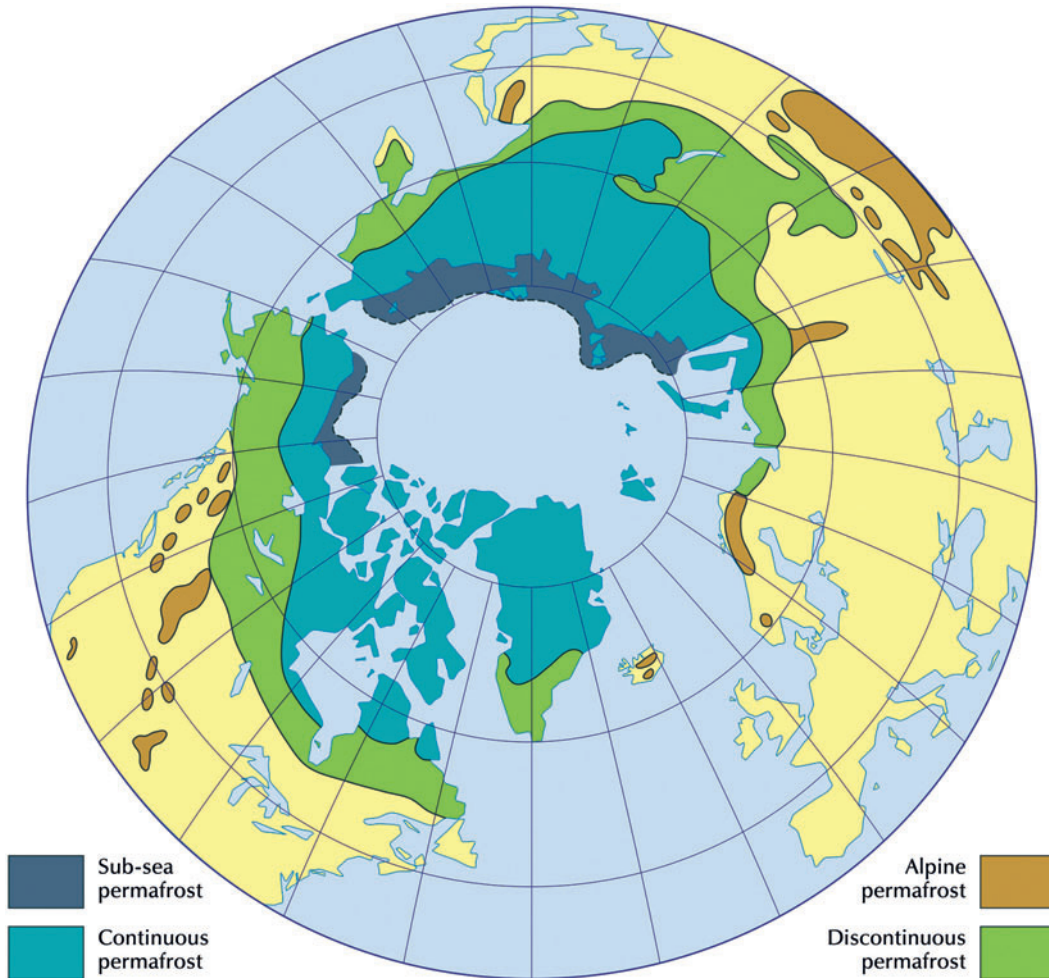 Sub-sea
permafrost
Continuous
permafrost
Alpine
permafrost
Discontinuous
permafrost